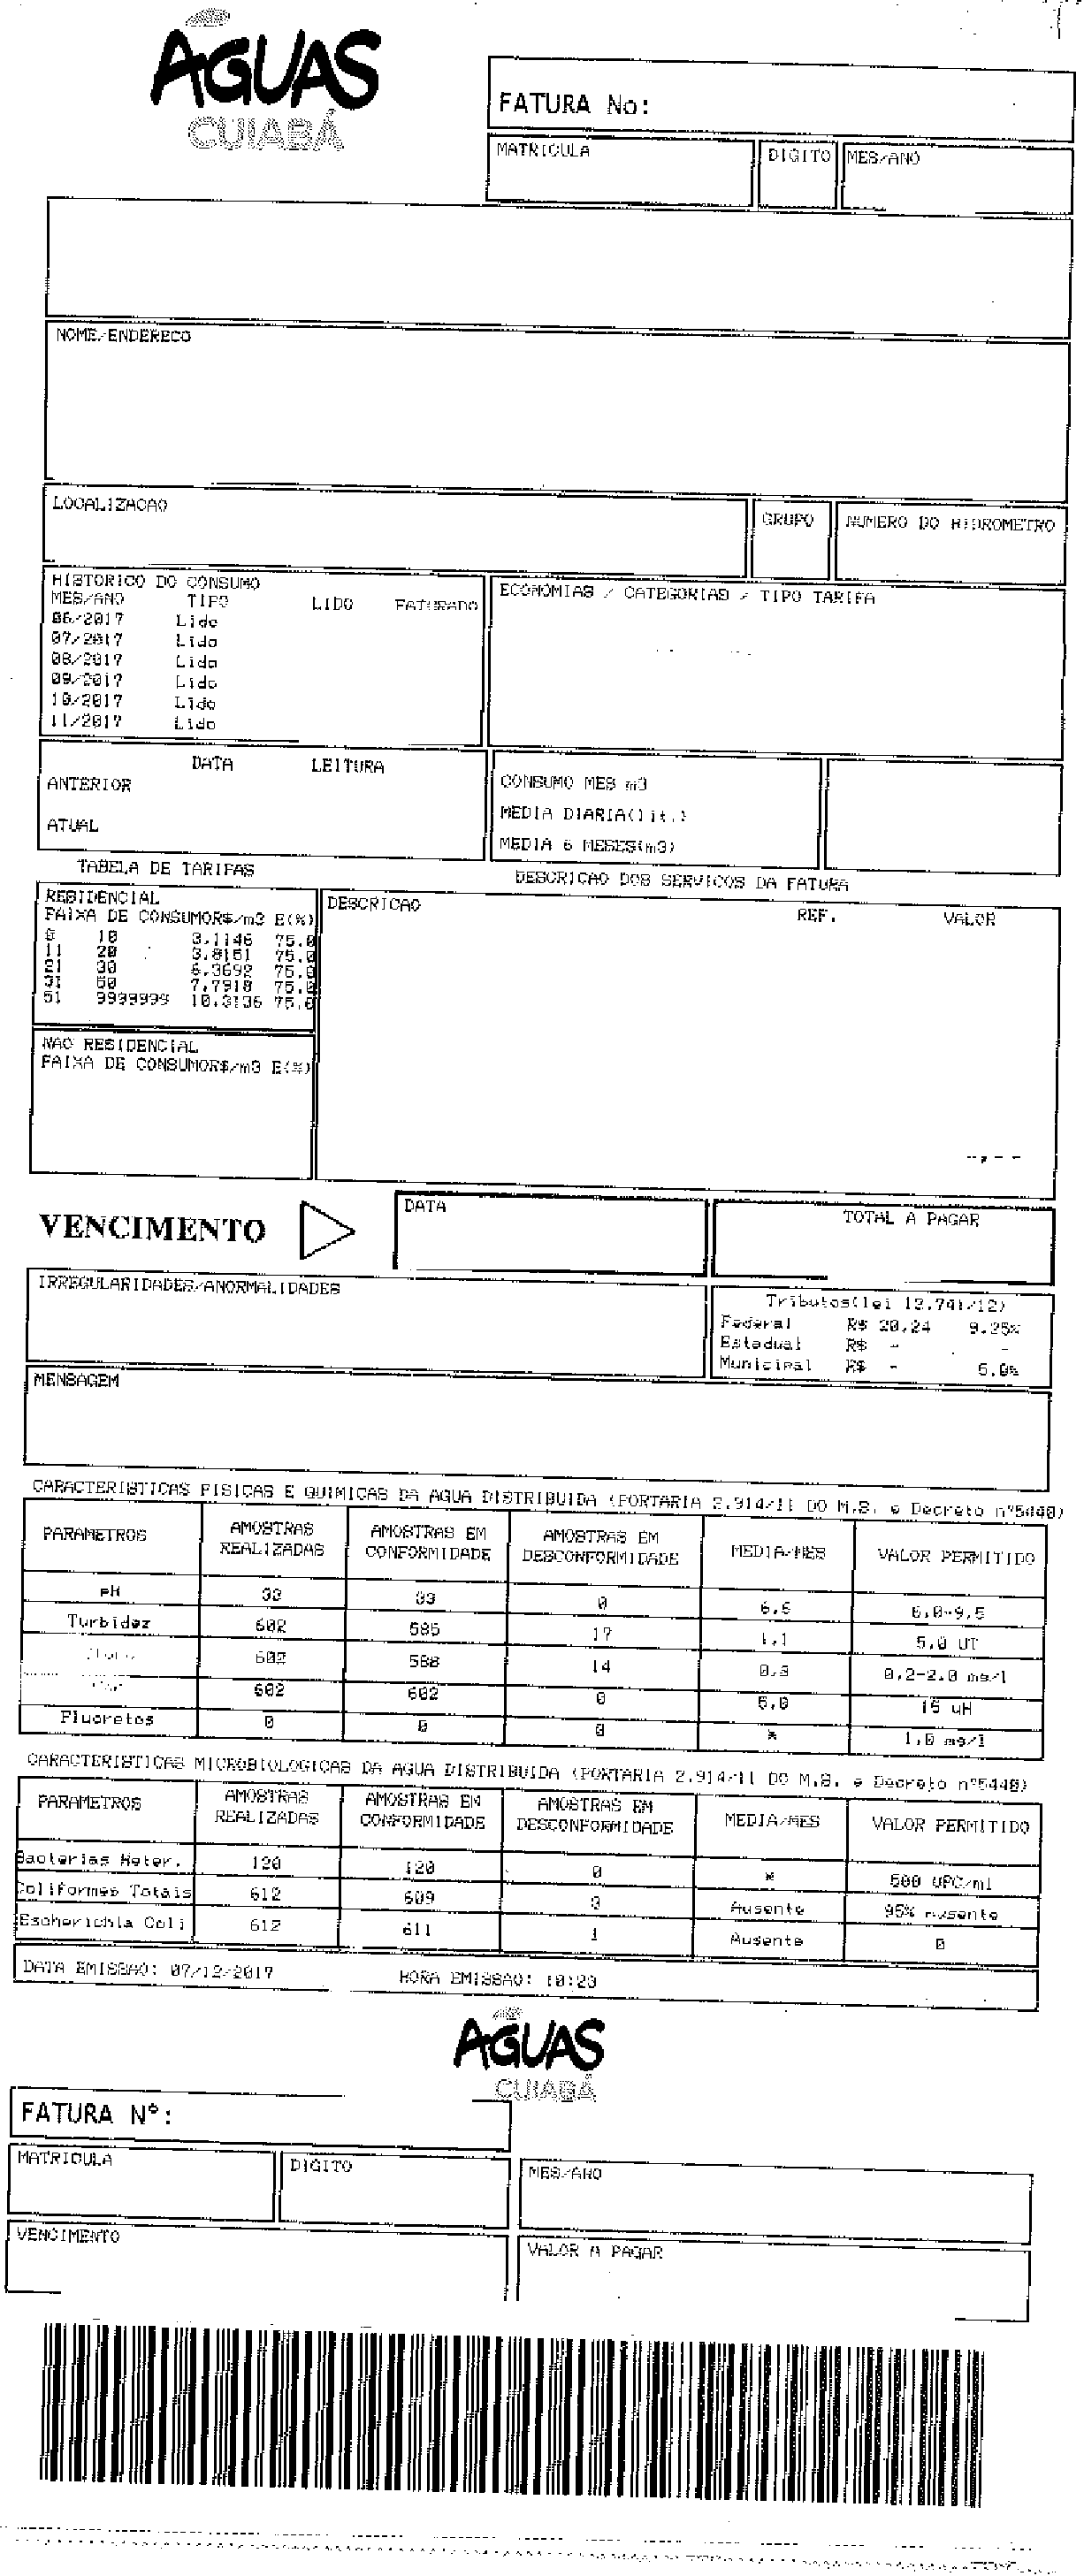 ÁGUAS
CUIABÁ
FATURA No:
MATRICULA DIGITO MES/ANO
NOME/ENDERECO
LOCALIZACAO GRUPO NUMERO DO HIDROMETRO
HISTORICO DO CONSUMO
MES/ANO TIPO LIDO FATURADO
06/2017 Lido
07/2017 Lido
08/2017 Lido
09/2017 Lido
10/2017 Lido
11/2017 Lido
ECONOMIAS / CATEGORIAS / TIPO TARIFA
DATA LEITURA
ANTERIOR
ATUAL
CONSUMO MES m3
MEDIA DIARIA(lit.)
MEDIA 6 MESES(m3)
TABELA DE TARIFAS
DESCRICAO DOS SERVICOS DA FATURA
RESIDENCIAL
FAIXA DE CONSUMOR$/m3 E(%)
0 10 3.1146 75.0
11 20 3.8151 75.0
21 30 6.3692 75.0
31 50 7.7918 75.0
51 9999999 10.3136 75.0
NAO RESIDENCIAL
FAIXA DE CONSUMOR$/m3 E(%)
DESCRICAO REF. VALOR
--,--
VENCIMENTO
DATA
TOTAL A PAGAR
IRREGULARIDADES/ANORMALIDADES
Tributos(lei 12.741/12)
Federal R$ 20,24 9.25%
Estadual R$ - -
Municipal R$ - 5.0%
MENSAGEM
CARACTERISTICAS FISICAS E QUIMICAS DA AGUA DISTRIBUIDA (PORTARIA 2.914/11 DO M.S. e Decreto nº5440)
PARAMETROS AMOSTRAS REALIZADAS AMOSTRAS EM CONFORMIDADE AMOSTRAS EM DESCONFORMIDADE MEDIA/MES VALOR PERMITIDO
pH 33 33 0 6,6 6,0-9,5
Turbidez 602 585 17 1,1 5,0 UT
602 588 14 0,3 0,2-2,0 mg/l
602 602 0 5,0 15 uH
Fluoretos 0 0 0 * 1,0 mg/l
CARACTERISTICAS MICROBIOLOGICAS DA AGUA DISTRIBUIDA (PORTARIA 2.914/11 DO M.S. e Decreto nº5440)
PARAMETROS AMOSTRAS REALIZADAS AMOSTRAS EM CONFORMIDADE AMOSTRAS EM DESCONFORMIDADE MEDIA/MES VALOR PERMITIDO
Bacterias Heter. 120 120 0 * 500 UFC/ml
Coliformes Totais 612 609 3 Ausente 95% Ausente
Escherichia Coli 612 611 1 Ausente 0
DATA EMISSAO: 07/12/2017 HORA EMISSAO: 10:23
ÁGUAS
CUIABÁ
FATURA Nº:
MATRICULA DIGITO MES/ANO
VENCIMENTO VALOR A PAGAR